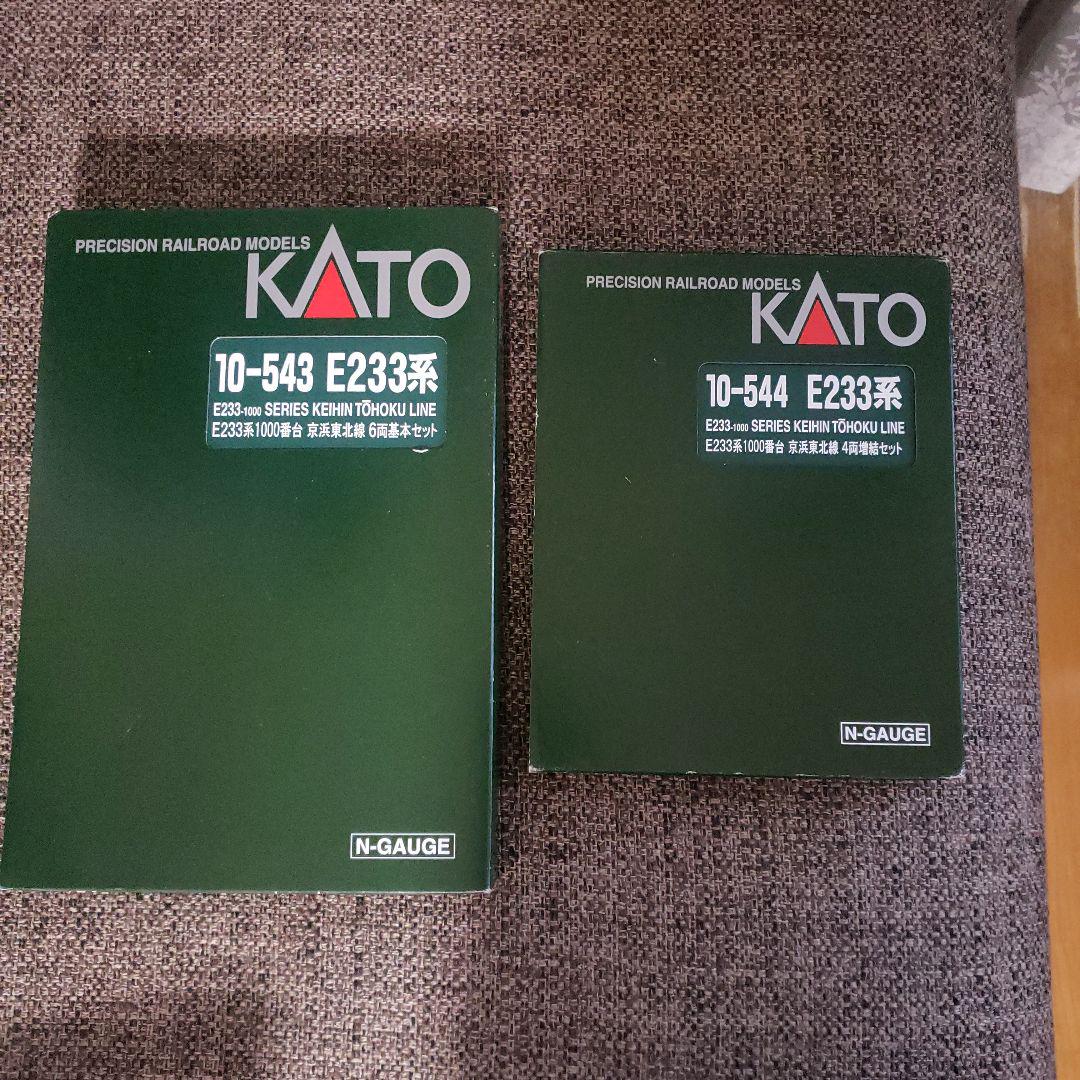 PRECISION RAILROAD MODELS
KATO
10-543 E233系
E233-1000 SERIES KEIHIN TŌHOKU LINE
E233系1000番台 京浜東北線 6両基本セット
N-GAUGE
PRECISION RAILROAD MODELS
KATO
10-544 E233系
E233-1000 SERIES KEIHIN TŌHOKU LINE
E233系1000番台 京浜東北線 4両増結セット
N-GAUGE